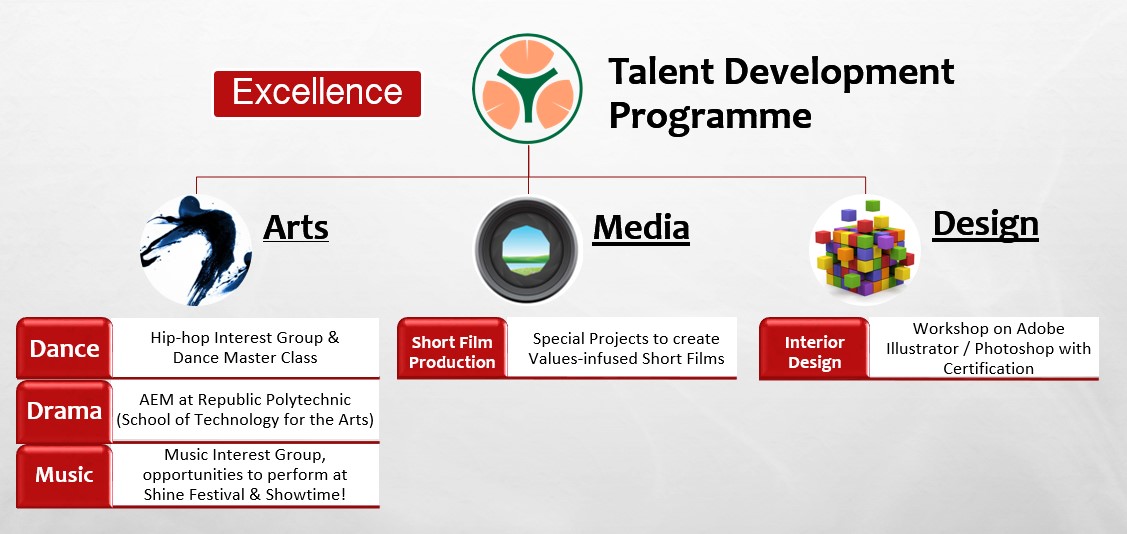 Excellence
Talent Development
Programme
Arts
Media
Design
Dance
Hip-hop Interest Group &
Dance Master Class
Drama
AEM at Republic Polytechnic
(School of Technology for the Arts)
Music
Music Interest Group,
opportunities to perform at
Shine Festival & Showtime!
Short Film
Production
Special Projects to create
Values-infused Short Films
Interior
Design
Workshop on Adobe
Illustrator / Photoshop with
Certification